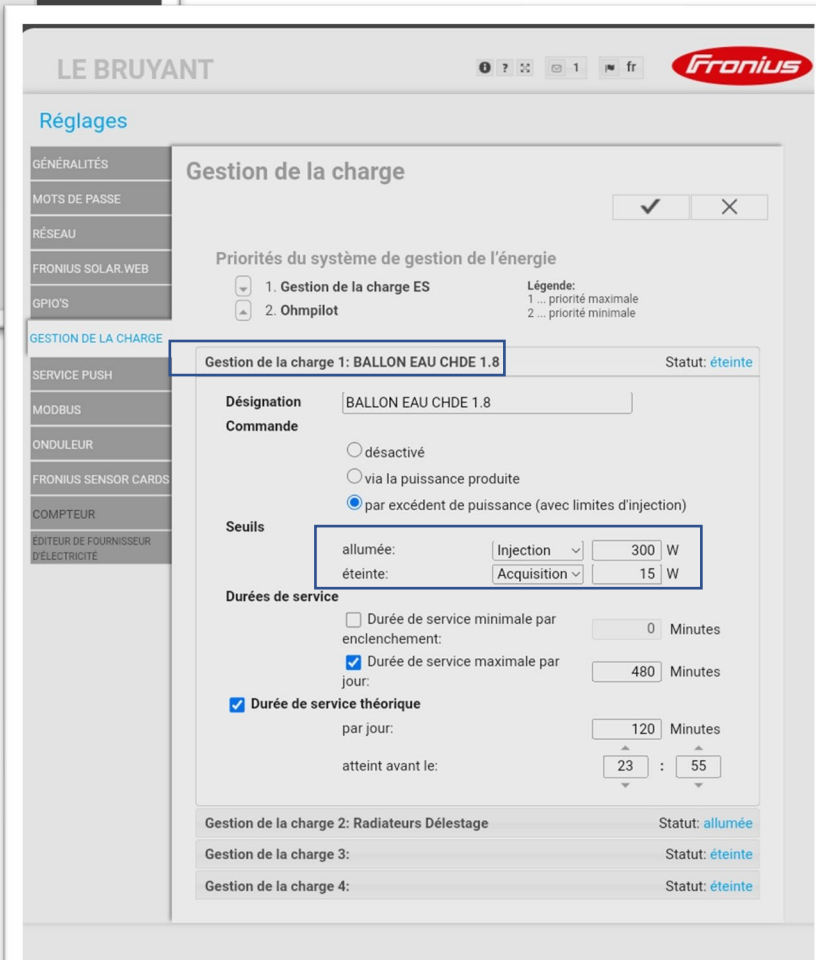 LE BRUYANT
1
fr
Fronius
Réglages
GÉNÉRALITÉS
MOTS DE PASSE
RÉSEAU
FRONIUS SOLAR.WEB
GPIO'S
GESTION DE LA CHARGE
SERVICE PUSH
MODBUS
ONDULEUR
FRONIUS SENSOR CARDS
COMPTEUR
ÉDITEUR DE FOURNISSEUR
D'ÉLECTRICITÉ
Gestion de la charge
Priorités du système de gestion de l'énergie
1. Gestion de la charge ES
2. Ohmpilot
Légende:
1 ... priorité maximale
2 ... priorité minimale
Gestion de la charge 1: BALLON EAU CHDE 1.8 Statut: éteinte
Désignation BALLON EAU CHDE 1.8
Commande
désactivé
via la puissance produite
par excédent de puissance (avec limites d'injection)
Seuils
allumée: Injection 300 W
éteinte: Acquisition 15 W
Durées de service
Durée de service minimale par
enclenchement: 0 Minutes
Durée de service maximale par
jour: 480 Minutes
Durée de service théorique
par jour: 120 Minutes
atteint avant le: 23 : 55
Gestion de la charge 2: Radiateurs Délestage Statut: allumée
Gestion de la charge 3: Statut: éteinte
Gestion de la charge 4: Statut: éteinte